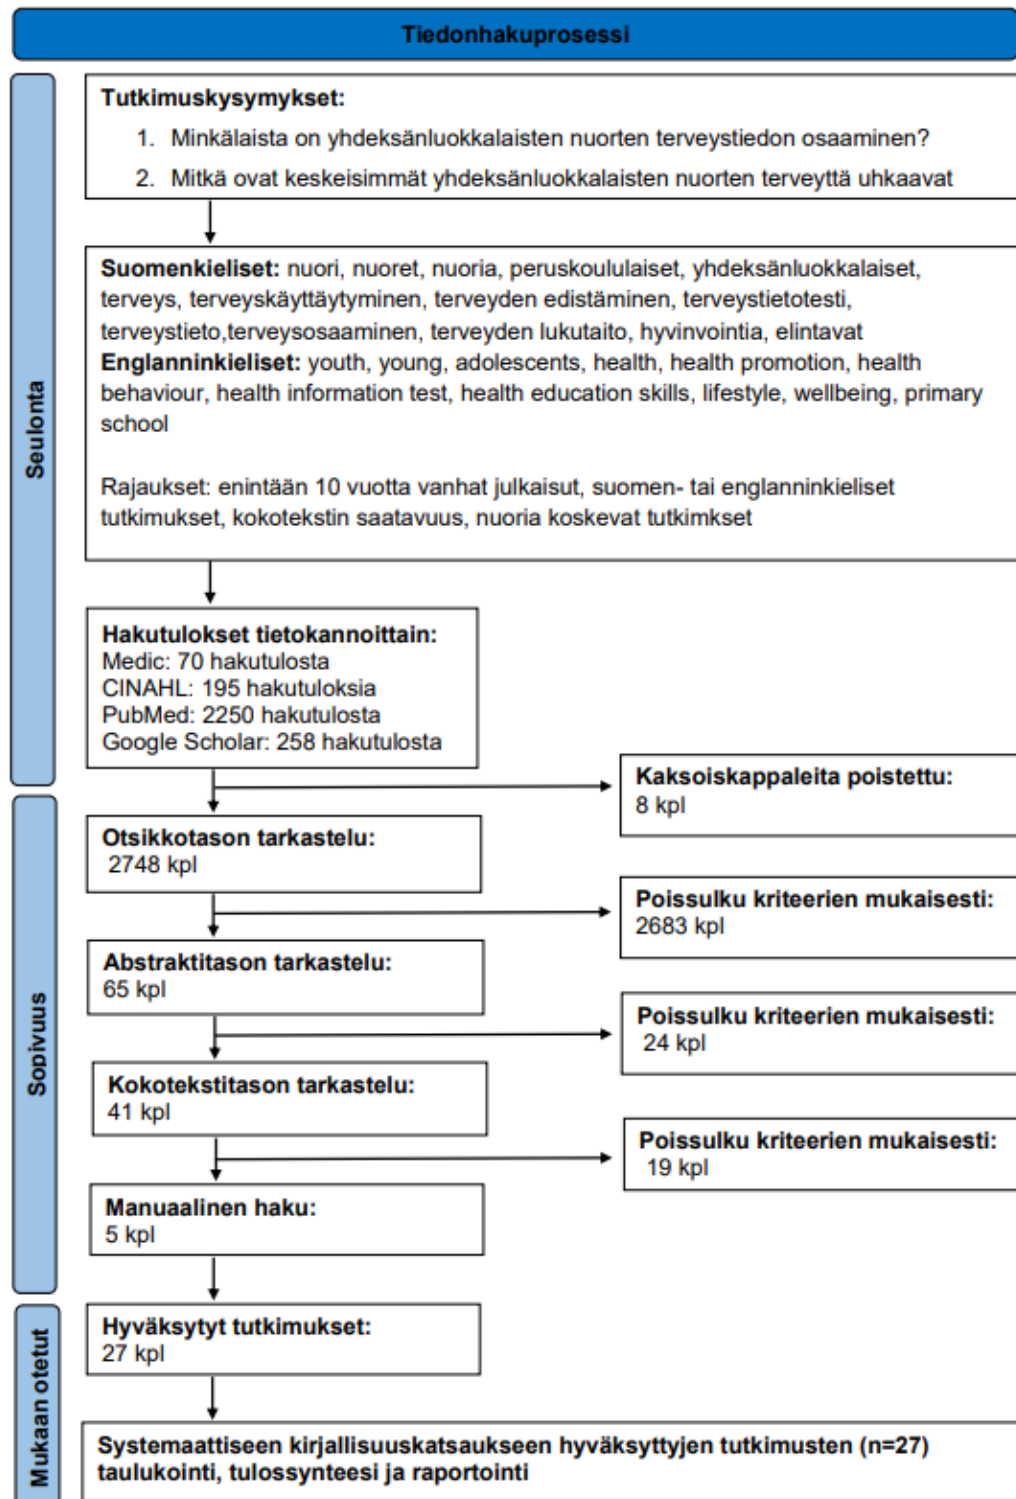 Tiedonhakuprosessi
Seulonta
Tutkimuskysymykset:
1. Minkälaista on yhdeksänluokkalaisten nuorten terveystiedon osaaminen?
2. Mitkä ovat keskeisimmät yhdeksänluokkalaisten nuorten terveyttä uhkaavat
Suomenkieliset: nuori, nuoret, nuoria, peruskoululaiset, yhdeksänluokkalaiset,
terveys, terveyskäyttäytyminen, terveyden edistäminen, terveystietotesti,
terveystieto,terveysosaaminen, terveyden lukutaito, hyvinvointia, elintavat
Englanninkieliset: youth, young, adolescents, health, health promotion, health
behaviour, health information test, health education skills, lifestyle, wellbeing, primary
school
Rajaukset: enintään 10 vuotta vanhat julkaisut, suomen- tai englanninkieliset
tutkimukset, kokotekstin saatavuus, nuoria koskevat tutkimkset
Hakutulokset tietokannoittain:
Medic: 70 hakutulosta
CINAHL: 195 hakutuloksia
PubMed: 2250 hakutulosta
Google Scholar: 258 hakutulosta
Kaksoiskappaleita poistettu:
8 kpl
Sopivuus
Otsikkotason tarkastelu:
2748 kpl
Poissulku kriteerien mukaisesti:
2683 kpl
Abstraktitason tarkastelu:
65 kpl
Poissulku kriteerien mukaisesti:
24 kpl
Kokotekstitason tarkastelu:
41 kpl
Poissulku kriteerien mukaisesti:
19 kpl
Manuaalinen haku:
5 kpl
Mukaan otetut
Hyväksytyt tutkimukset:
27 kpl
Systemaattiseen kirjallisuuskatsaukseen hyväksyttyjen tutkimusten (n=27)
taulukointi, tulossynteesi ja raportointi